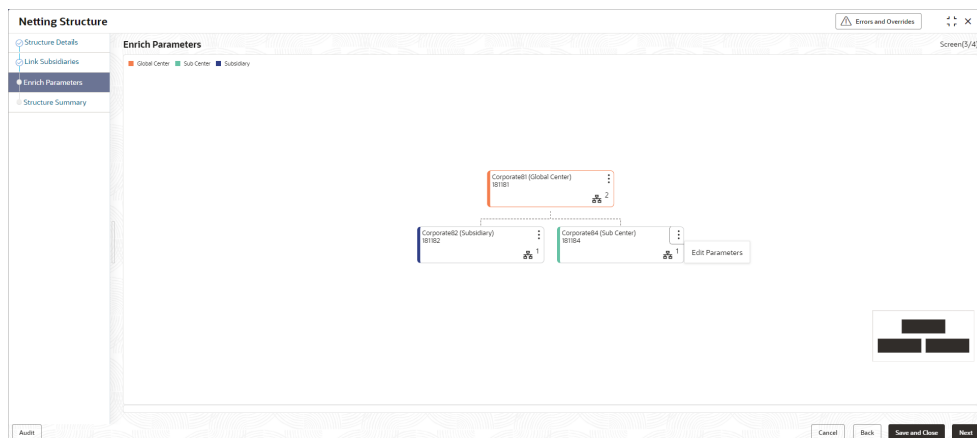 Netting Structure
Errors and Overrides
Structure Details
Link Subsidiaries
Enrich Parameters
Structure Summary
Enrich Parameters
Screen(3/4)
Global Center Sub Center Subsidiary
Corporate81 (Global Center)
181181
2
Corporate82 (Subsidiary)
181182
1
Corporate84 (Sub Center)
181184
1
Edit Parameters
Audit
Cancel Back Save and Close Next